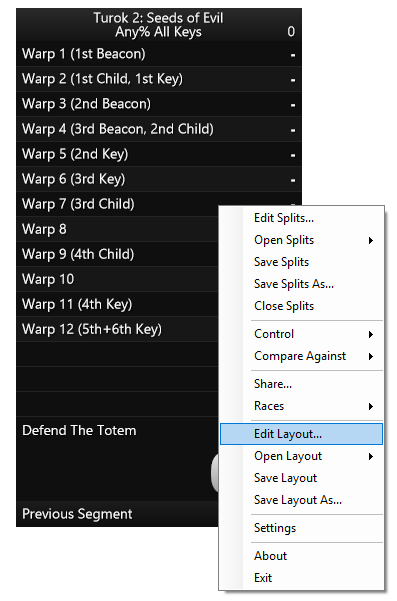 Turok 2: Seeds of Evil
Any% All Keys 0
Warp 1 (1st Beacon) -
Warp 2 (1st Child, 1st Key) -
Warp 3 (2nd Beacon) -
Warp 4 (3rd Beacon, 2nd Child) -
Warp 5 (2nd Key) -
Warp 6 (3rd Key) -
Warp 7 (3rd Child) -
Warp 8
Warp 9 (4th Child)
Warp 10
Warp 11 (4th Key)
Warp 12 (5th+6th Key)
Defend The Totem
Previous Segment
Edit Splits...
Open Splits
Save Splits
Save Splits As...
Close Splits
Control
Compare Against
Share...
Races
Edit Layout...
Open Layout
Save Layout
Save Layout As...
Settings
About
Exit